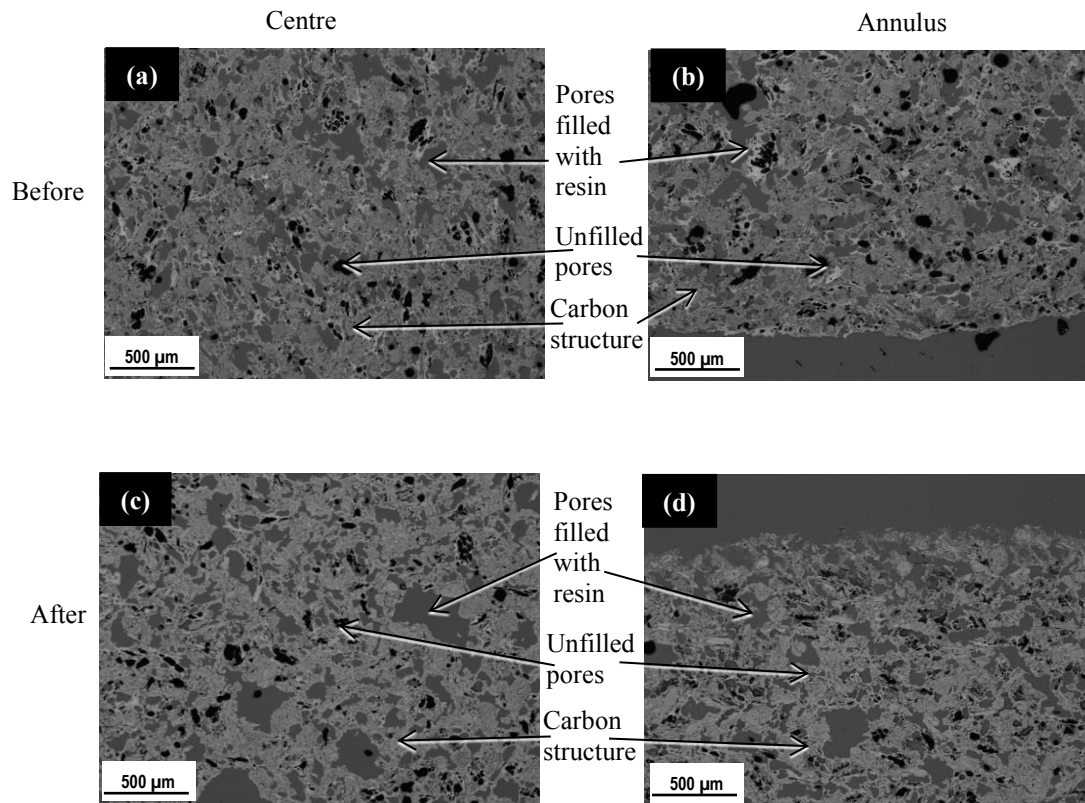 Centre
Annulus
Before
(a)
(b)
Pores
filled
with
resin
Unfilled
pores
Carbon
structure
500 µm
500 µm
After
(c)
(d)
Pores
filled
with
resin
Unfilled
pores
Carbon
structure
500 µm
500 µm